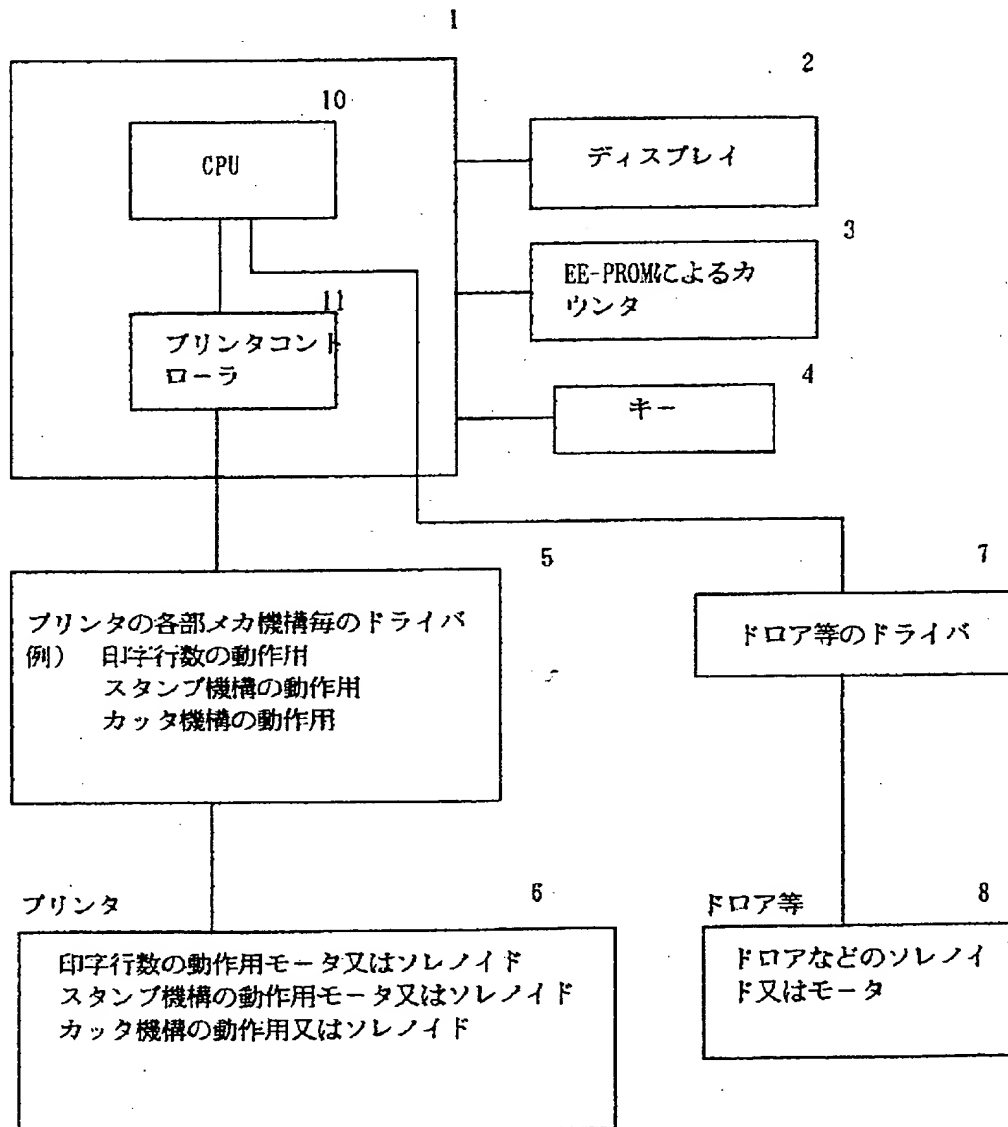 1
2
10
CPU
ディスプレイ
3
EE-PROMによるカ
ウンタ
11
プリンタコント
ローラ
4
キー
5
7
プリンタの各部メカ機構毎のドライバ
例） 印字行数の動作用
スタンプ機構の動作用
カッタ機構の動作用
ドロア等のドライバ
プリンタ
6
ドロア等
8
印字行数の動作用モータ又はソレノイド
スタンプ機構の動作用モータ又はソレノイド
カッタ機構の動作用又はソレノイド
ドロアなどのソレノイ
ド又はモータ